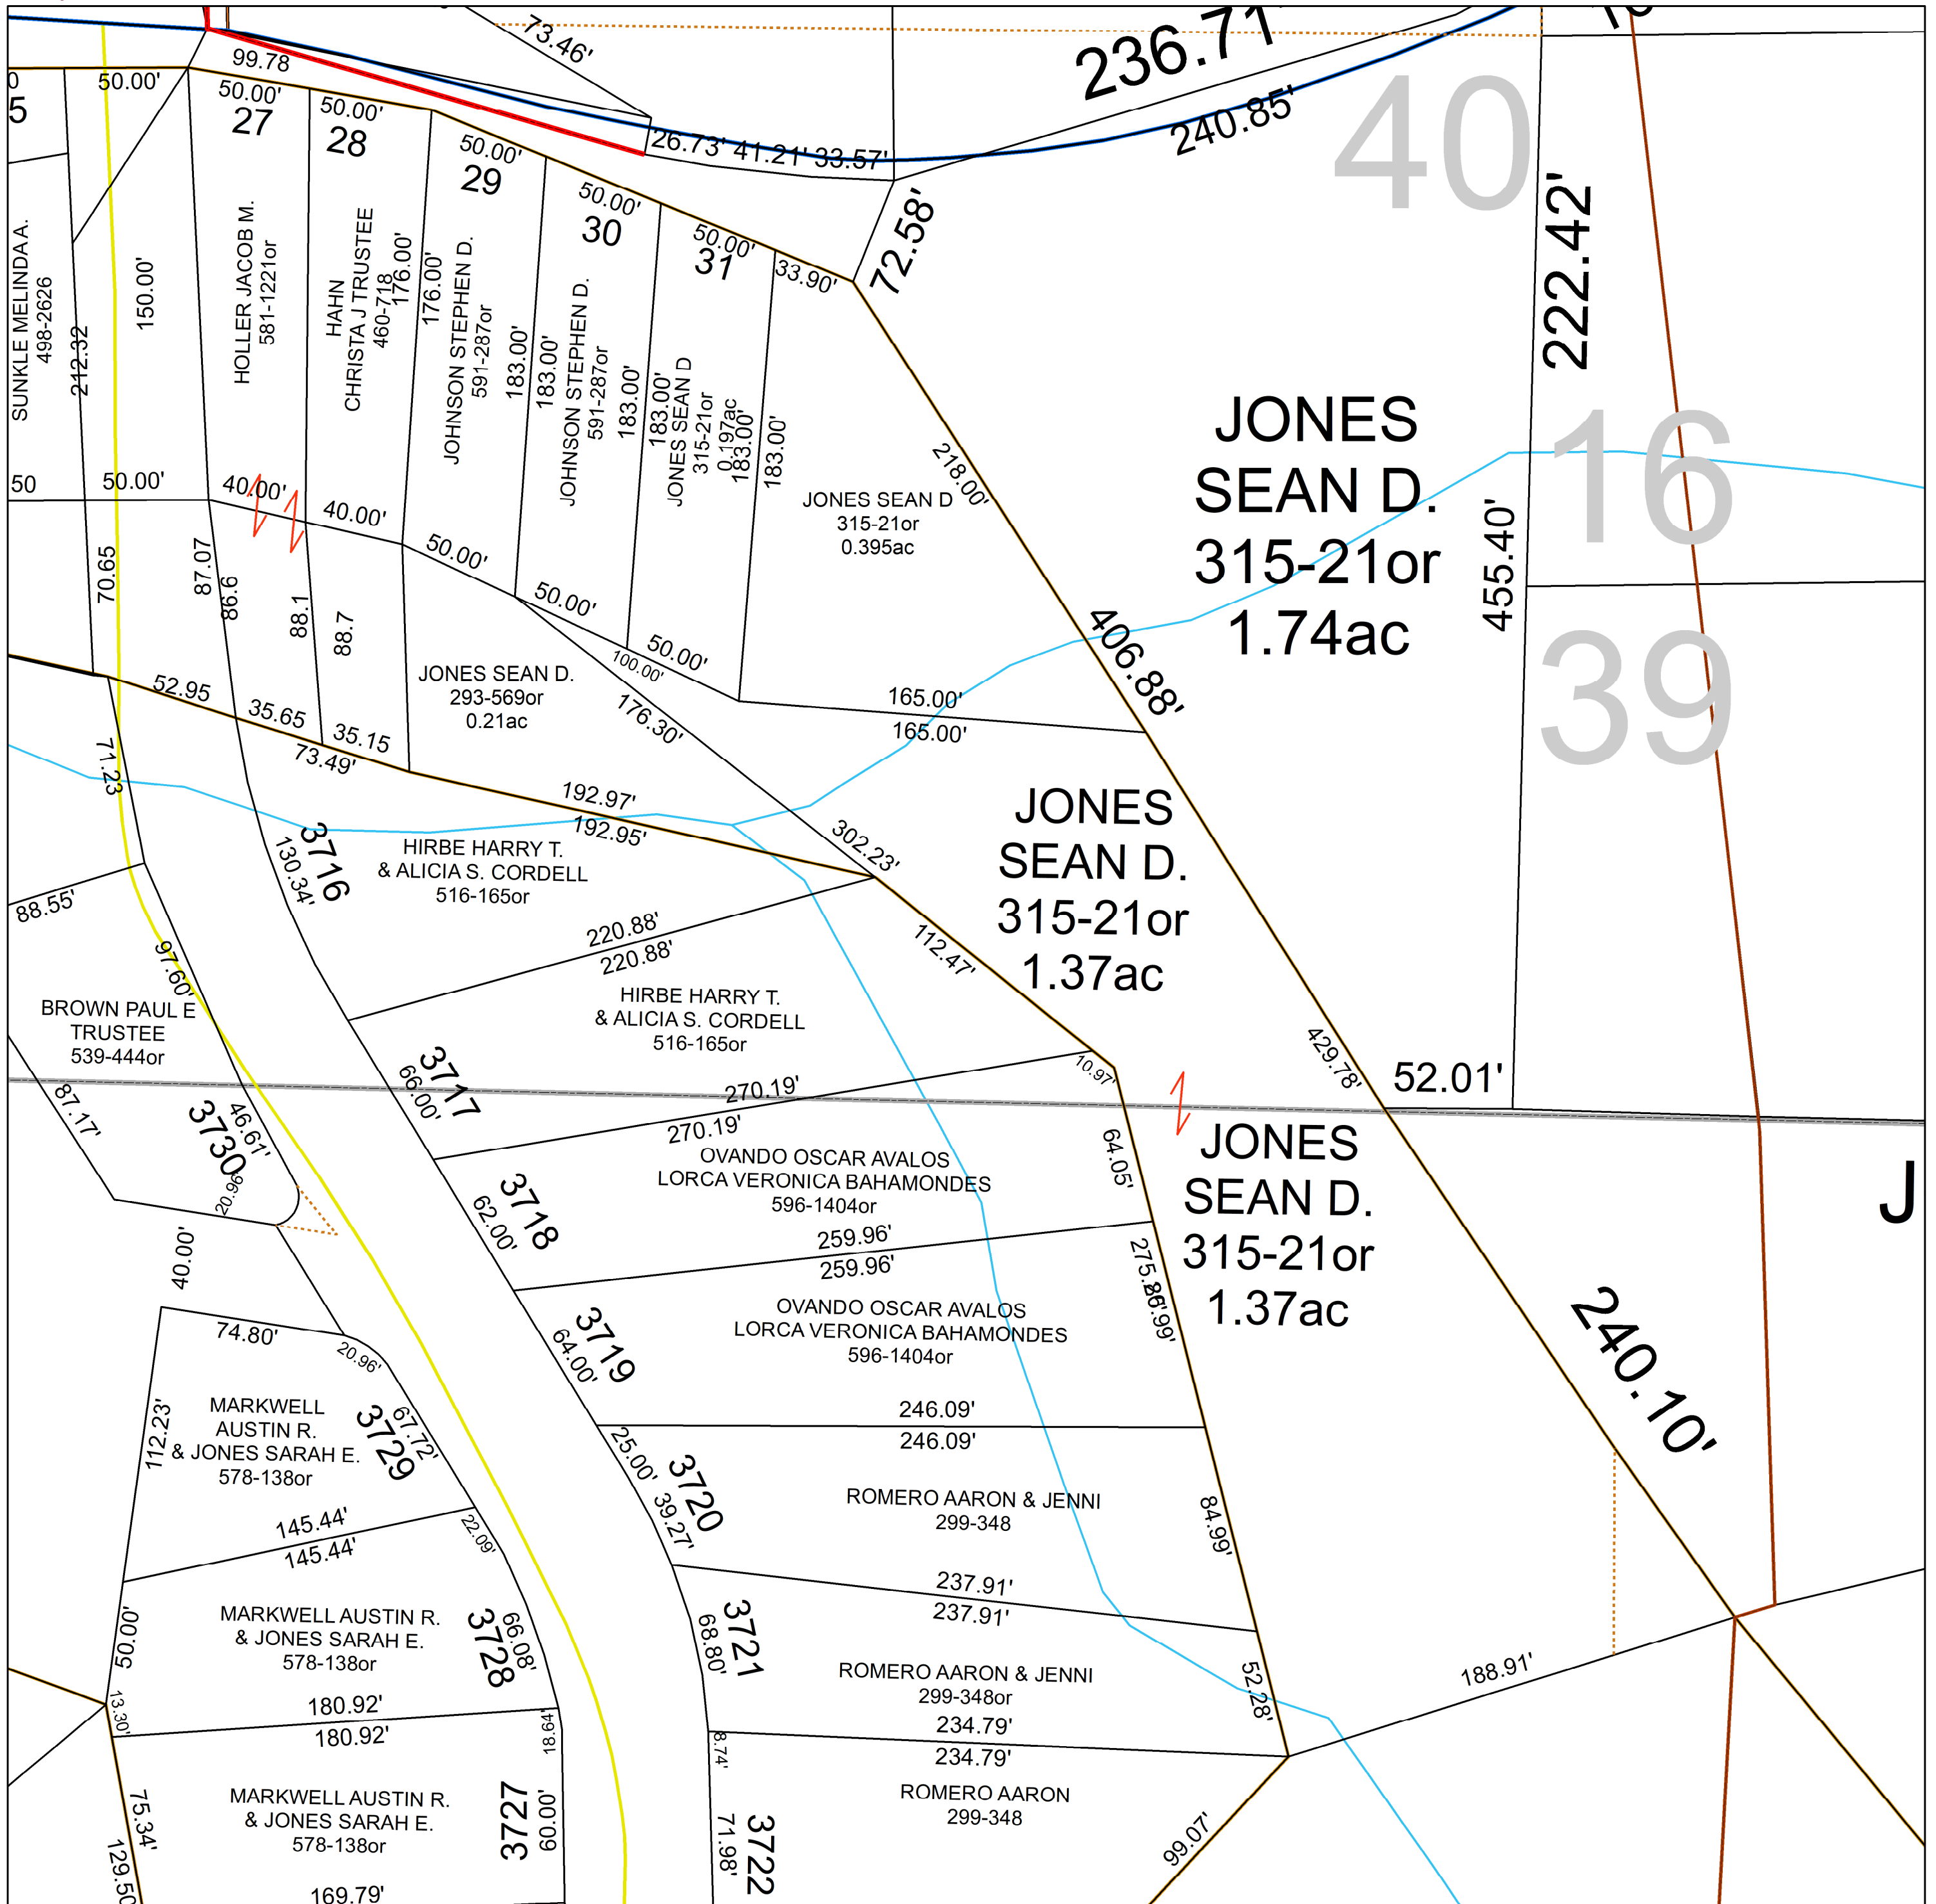 73.46'
236.71
99.78
0
5
50.00'
50.00'
27
50.00'
28
50.00'
29
26.73' 41.21' 33.57'
240.85'
40
50.00'
30
50.00'
31
33.90'
72.58'
222.42'
SUNKLE MELINDA A.
498-2626
212.32
150.00'
HOLLER JACOB M.
581-1221or
HAHN
CHRISTA J TRUSTEE
460-718
176.00'
176.00'
JOHNSON STEPHEN D.
591-287or
183.00'
183.00'
JOHNSON STEPHEN D.
591-287or
183.00'
183.00'
JONES SEAN D
315-21or
0.197ac
183.00'
183.00'
JONES SEAN D
315-21or
0.395ac
218.00'
JONES
SEAN D.
315-21or
1.74ac
16
455.40'
39
50
50.00'
40.00'
40.00'
50.00'
50.00'
50.00'
100.00'
70.65
87.07
86.6
88.1
88.7
JONES SEAN D.
293-569or
0.21ac
176.30'
165.00'
165.00'
406.88'
52.95
35.65
35.15
73.49'
71.23
192.97'
192.95'
302.23'
JONES
SEAN D.
315-21or
1.37ac
3716
130.34'
HIRBE HARRY T.
& ALICIA S. CORDELL
516-165or
88.55'
97.60'
220.88'
220.88'
112.47'
BROWN PAUL E
TRUSTEE
539-444or
HIRBE HARRY T.
& ALICIA S. CORDELL
516-165or
3717
66.00'
10.97'
429.78'
52.01'
87.17'
46.61'
3730
20.96'
270.19'
270.19'
64.05'
JONES
SEAN D.
315-21or
1.37ac
J
OVANDO OSCAR AVALOS
LORCA VERONICA BAHAMONDES
596-1404or
3718
62.00'
40.00'
259.96'
259.96'
86.99'
240.10'
74.80'
20.96'
OVANDO OSCAR AVALOS
LORCA VERONICA BAHAMONDES
596-1404or
3719
64.00'
112.23'
MARKWELL
AUSTIN R.
& JONES SARAH E.
578-138or
67.72'
3729
246.09'
246.09'
25.00'
3720
39.27'
ROMERO AARON & JENNI
299-348
84.99'
145.44'
145.44'
22.09'
237.91'
237.91'
50.00'
MARKWELL AUSTIN R.
& JONES SARAH E.
578-138or
66.08'
3728
3721
68.80'
ROMERO AARON & JENNI
299-348or
52.28'
188.91'
13.30'
180.92'
180.92'
18.64'
234.79'
234.79'
8.74'
ROMERO AARON
299-348
75.34'
129.50
MARKWELL AUSTIN R.
& JONES SARAH E.
578-138or
3727
60.00'
71.98'
3722
99.07'
169.79'